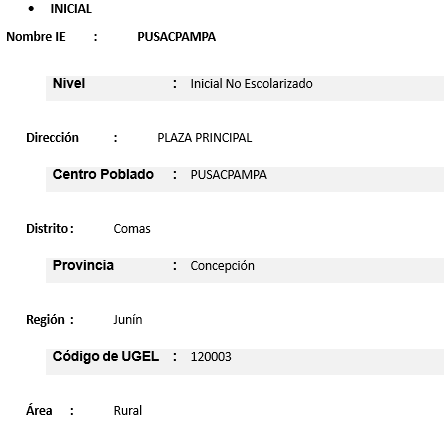 • INICIAL
Nombre IE : PUSACPAMPA
Nivel : Inicial No Escolarizado
Dirección : PLAZA PRINCIPAL
Centro Poblado : PUSACPAMPA
Distrito : Comas
Provincia : Concepción
Región : Junín
Código de UGEL : 120003
Área : Rural